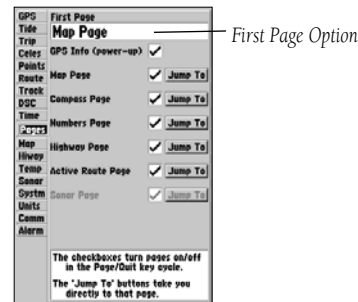 GPS
Tide
Trip
Celes
Points
Route
Track
DSC
Time
Pages
Map
Hiway
Temp
Sonar
Systm
Units
Comm
Alarm
First Page
Map Page
GPS Info (power-up)
Map Page Jump To
Compass Page Jump To
Numbers Page Jump To
Highway Page Jump To
Active Route Page Jump To
Sonar Page Jump To
The checkboxes turn pages on/off
in the Page/Quit key cycle.
The 'Jump To' buttons take you
directly to that page.
First Page Option